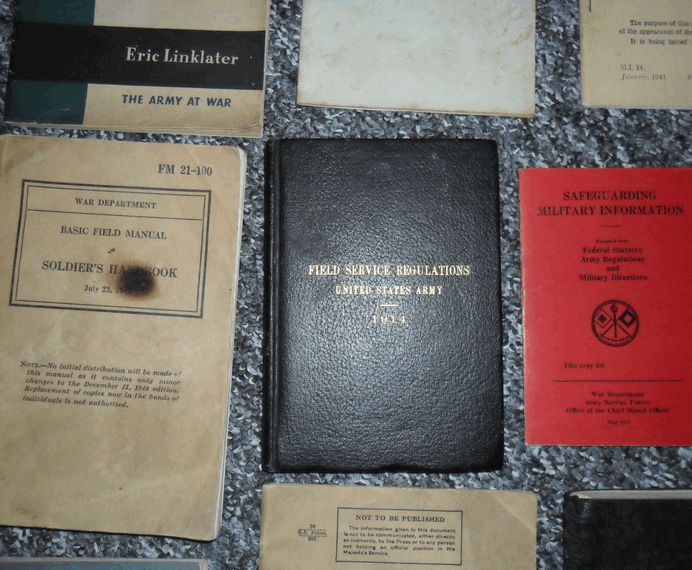 Eric Linklater
THE ARMY AT WAR
The purpose of this
of the appearance of the
It is being issued
M.I. 14.
January, 1941.
FM 21-100
WAR DEPARTMENT
BASIC FIELD MANUAL
SOLDIER'S HANDBOOK
July 23,
NOTE.—No initial distribution will be made of
this manual as it contains only minor
changes to the December 11, 1940 edition.
Replacement of copies now in the hands of
individuals is not authorized.
FIELD SERVICE REGULATIONS
UNITED STATES ARMY
1914
SAFEGUARDING
MILITARY INFORMATION
Federal Statutes
Army Regulations
and
Military Directives
This copy for
War Department
Army Service Forces
Office of the Chief Signal Officer
NOT TO BE PUBLISHED
The information given in this document
is not to be communicated, either directly
or indirectly, to the Press or to any person
not holding an official position in His
Majesty's Service.